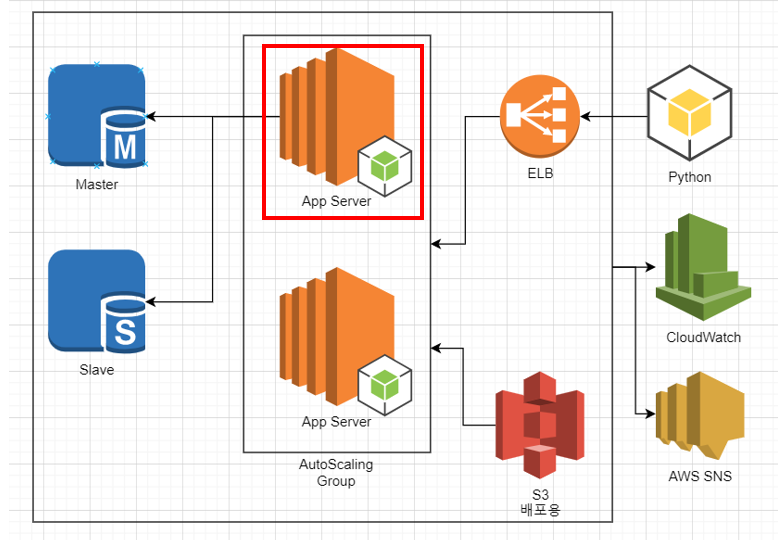 M
Master
App Server
ELB
Python
S
Slave
App Server
CloudWatch
AutoScaling
Group
S3
배포용
AWS SNS